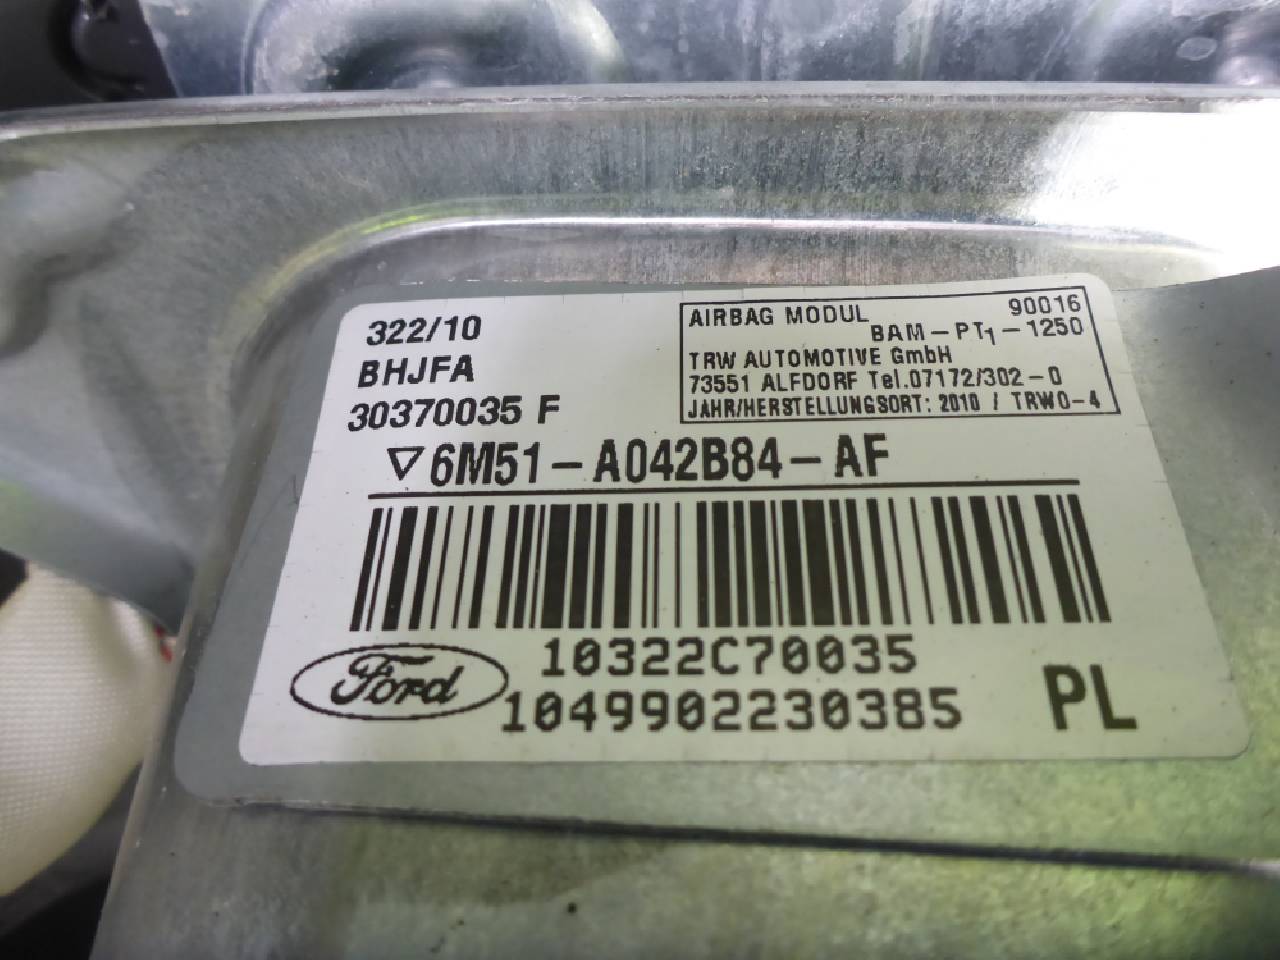 322/10
BHJFA
30370035 F
AIRBAG MODUL 90016
BAM-PT1-1250
TRW AUTOMOTIVE GmbH
73551 ALFDORF Tel.07172/302-0
JAHR/HERSTELLUNGSORT: 2010 / TRWO-4
▽6M51-A042B84-AF
10322C70035
Ford 1049902230385
PL